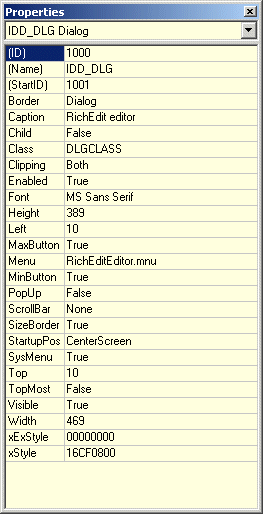 Properties
IDD_DLG Dialog
(ID) 1000
(Name) IDD_DLG
(StartID) 1001
Border Dialog
Caption RichEdit editor
Child False
Class DLGCLASS
Clipping Both
Enabled True
Font MS Sans Serif
Height 389
Left 10
MaxButton True
Menu RichEditEditor.mnu
MinButton True
PopUp False
ScrollBar None
SizeBorder True
StartupPos CenterScreen
SysMenu True
Top 10
TopMost False
Visible True
Width 469
xExStyle 00000000
xStyle 16CF0800